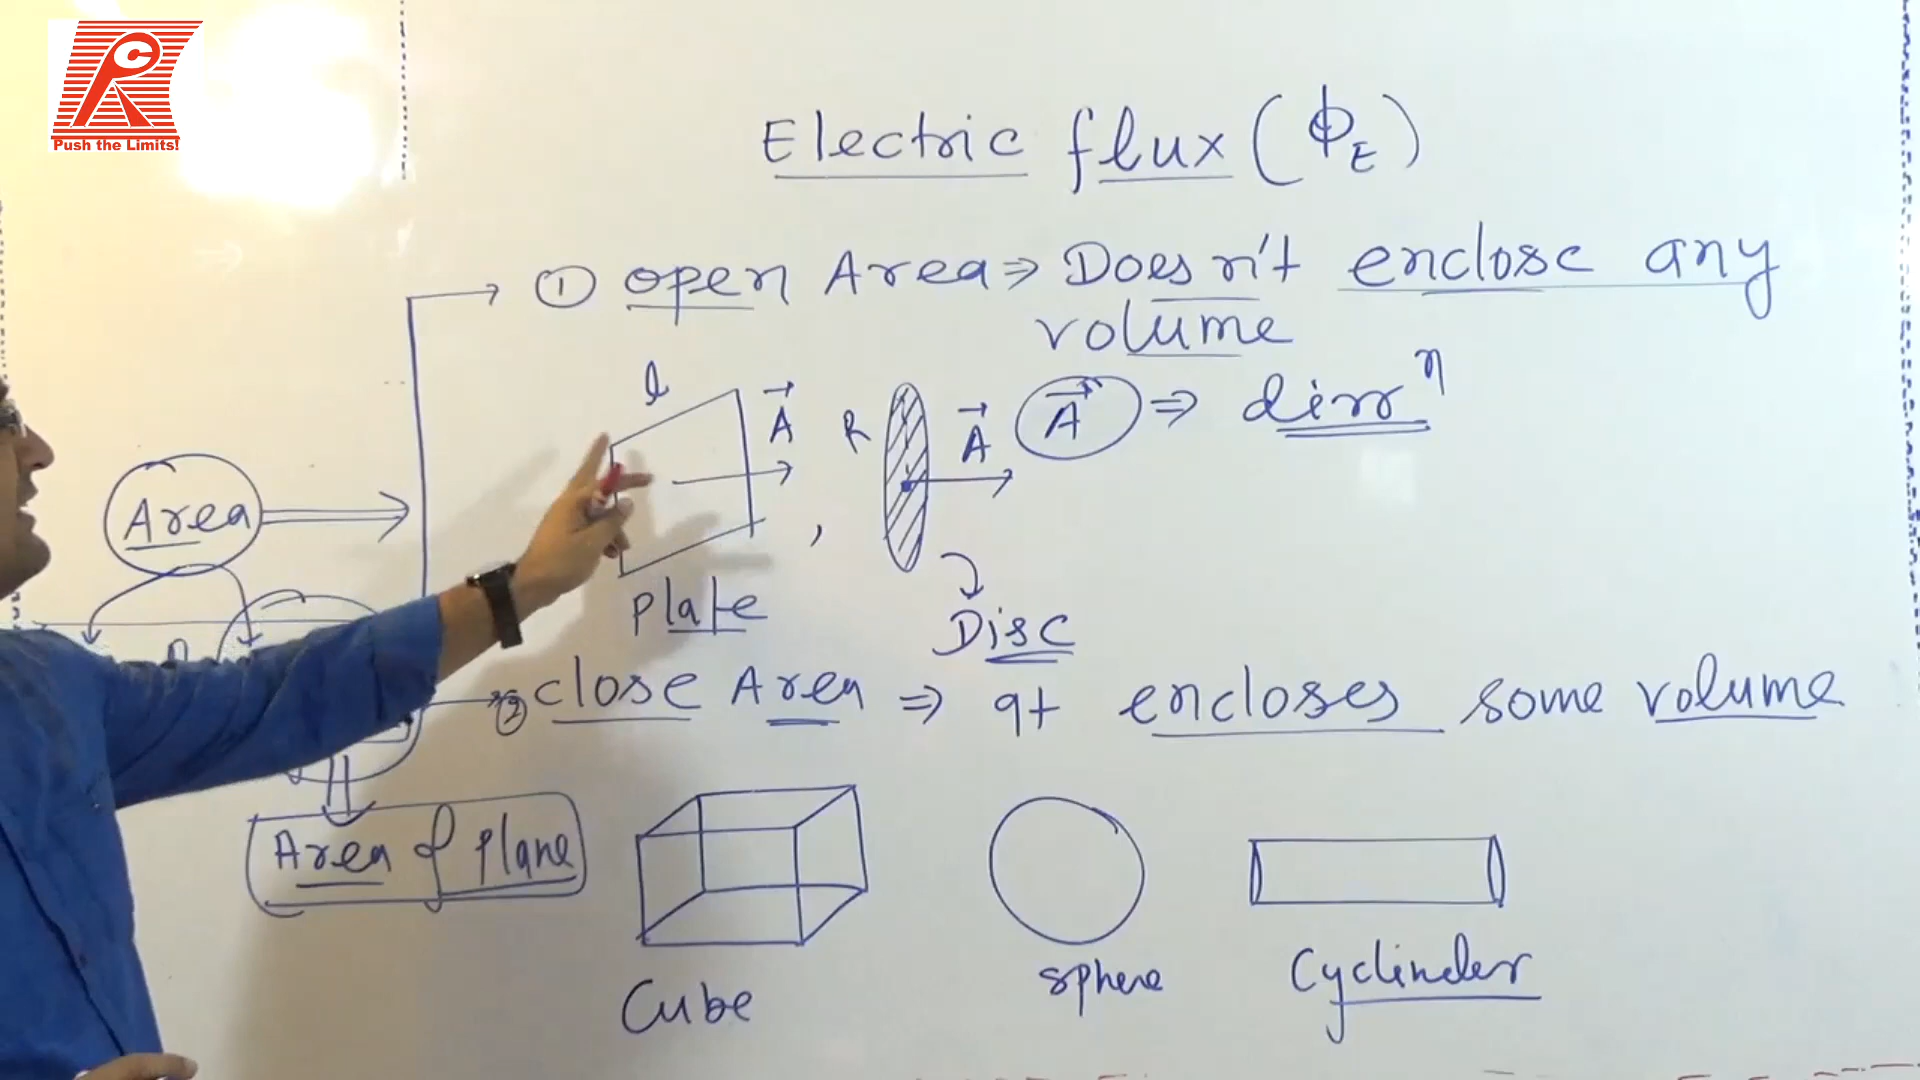 Push the Limits!
Electric flux (ϕE)
① open Area ⇒ Doesn't enclose any
volume
l
A⃗
R
A⃗
A⃗ ⇒ dirrⁿ
Area
,
Plate
Disc
② close Area ⇒ It encloses some volume
Area of plane
Cube
sphere
Cyclinder